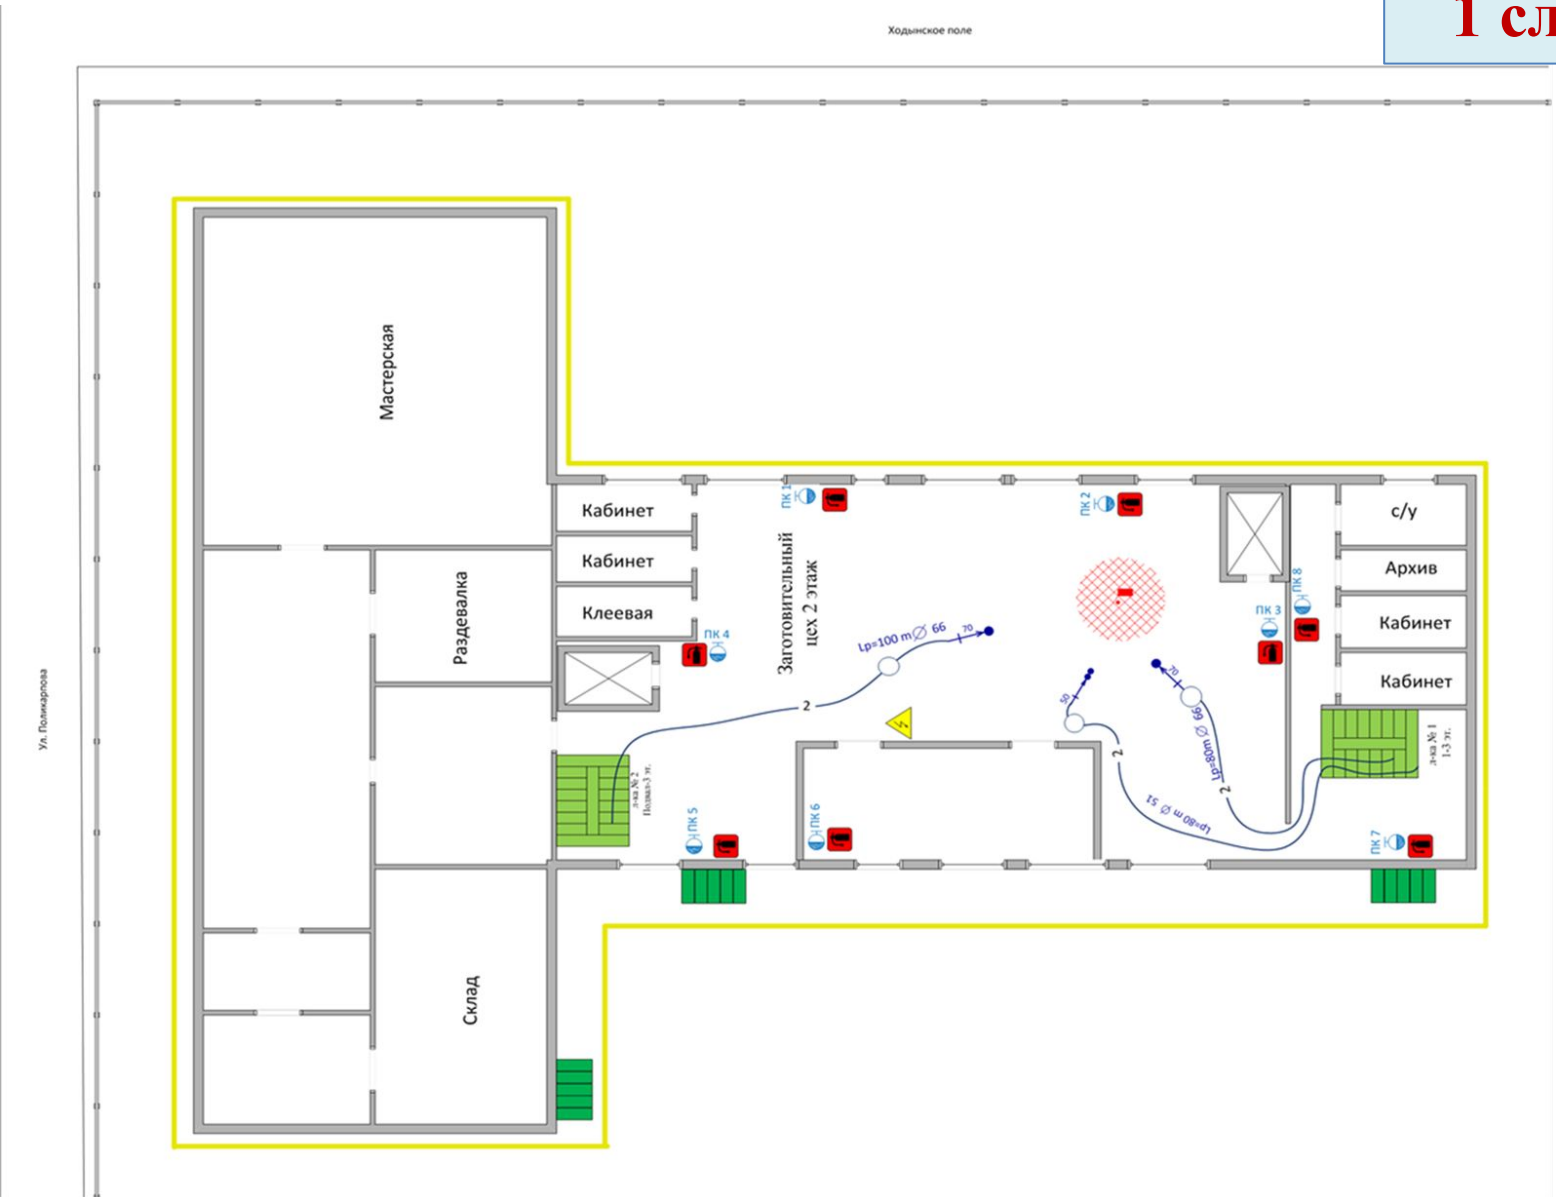 Ходынское поле
1 сл
Ул. Поликарпова
Мастерская
Раздевалка
Склад
Кабинет
Кабинет
Клеевая
ПК 4
ПК 1
Заготовительный
цех 2 этаж
ПК 2
с/у
Архив
Кабинет
Кабинет
ПК 8
ПК 3
Lp=100 m∅ 66
70
2
50
2
Lp=80 m ∅ 51
70
Lp=80m ∅ 66
2
л-ка № 1
1-3 эт.
л-ка № 2
Подвал-3 эт.
ПК 5
ПК 6
ПК 7